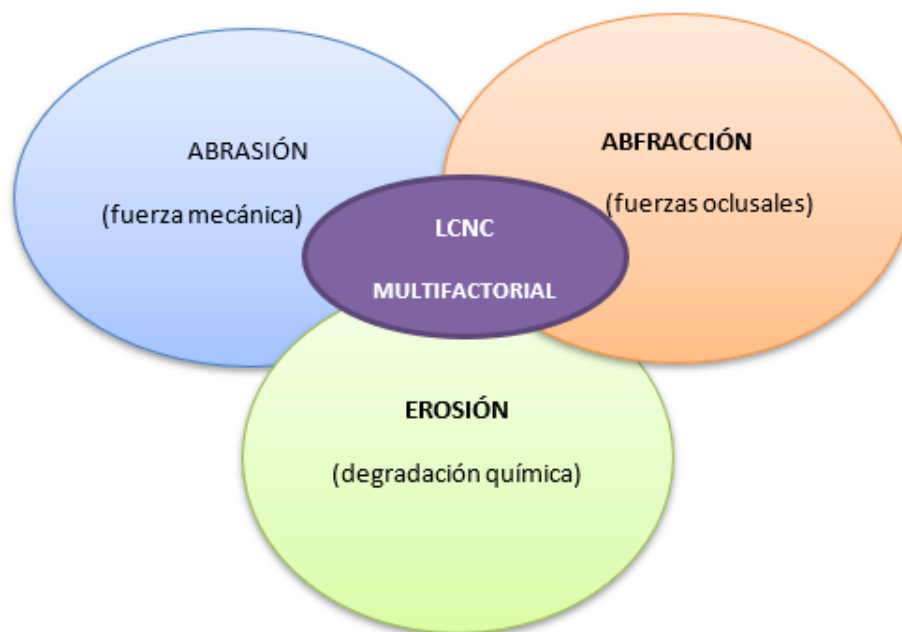 ABRASIÓN
(fuerza mecánica)
ABFRACCIÓN
(fuerzas oclusales)
LCNC
MULTIFACTORIAL
EROSIÓN
(degradación química)